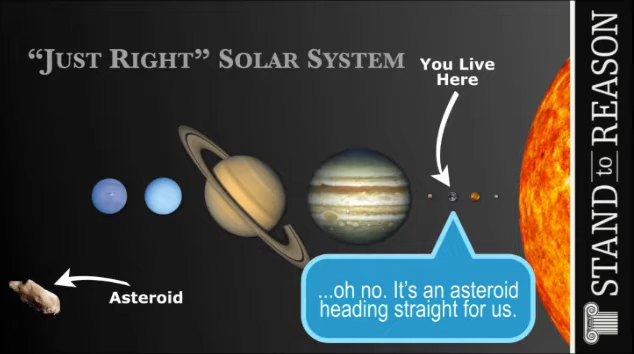 “JUST RIGHT” SOLAR SYSTEM
You Live
Here
Asteroid
...oh no. It's an asteroid
heading straight for us.
STAND to REASON